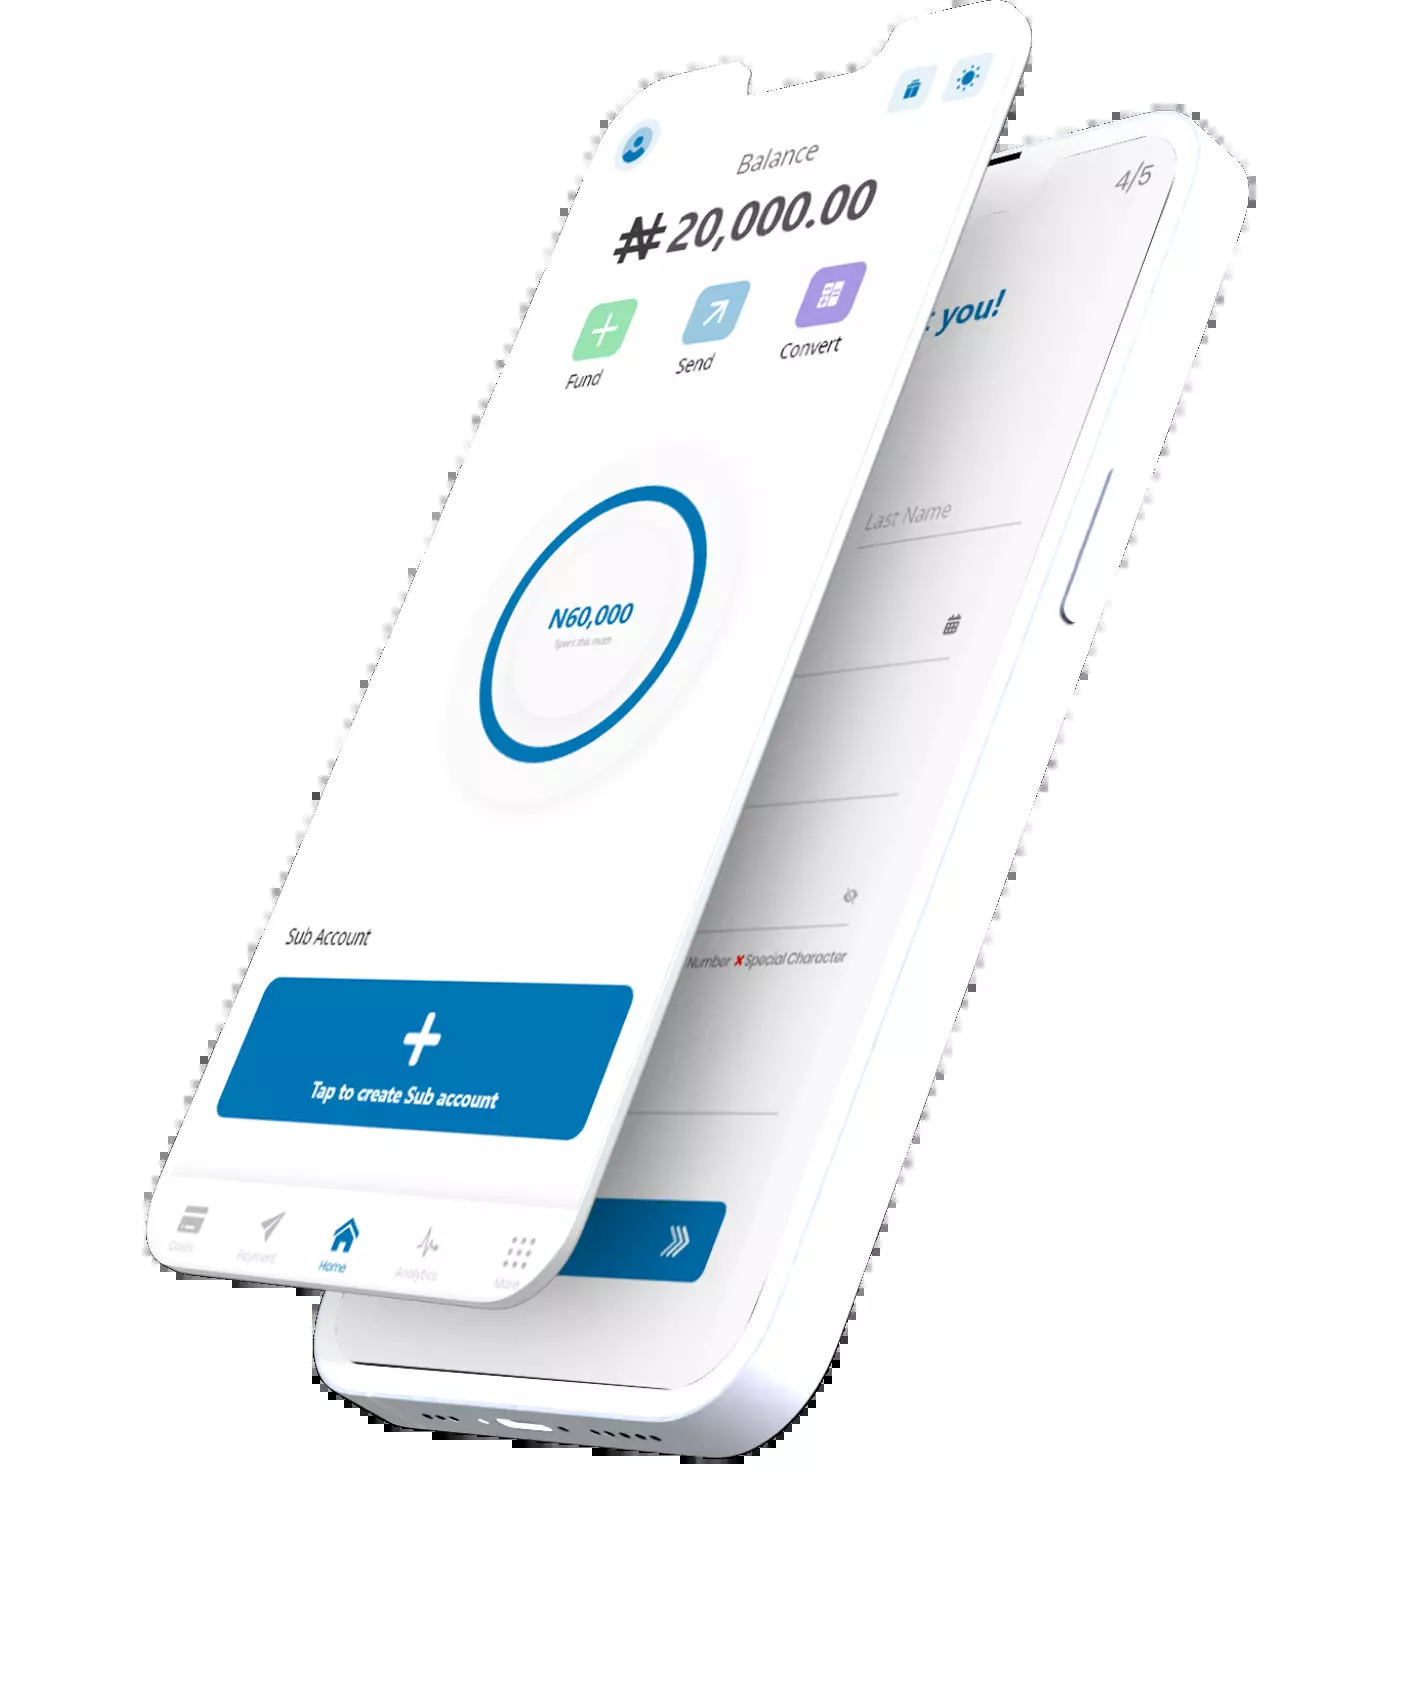 Balance
₦20,000.00
Fund
Send
Convert
N60,000
Spent this moth
Sub Account
Tap to create Sub account
Cards
Payment
Home
Analytics
More
4/5
you!
Last Name
Number ✘Special Character